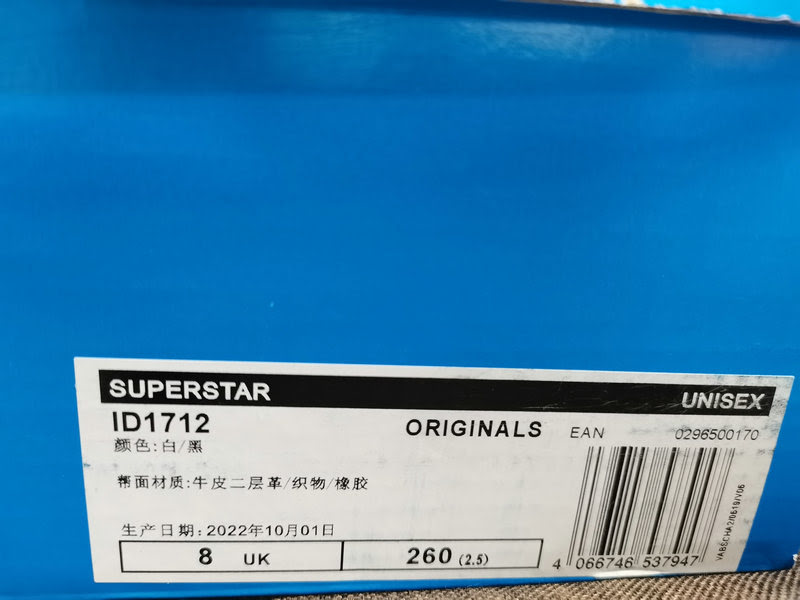 SUPERSTAR UNISEX
ID1712 ORIGINALS EAN 0296500170
颜色:白/黑
帮面材质:牛皮二层革/织物/橡胶
生产日期:2022年10月01日
8 UK 260 (2.5)
4 066746 537947